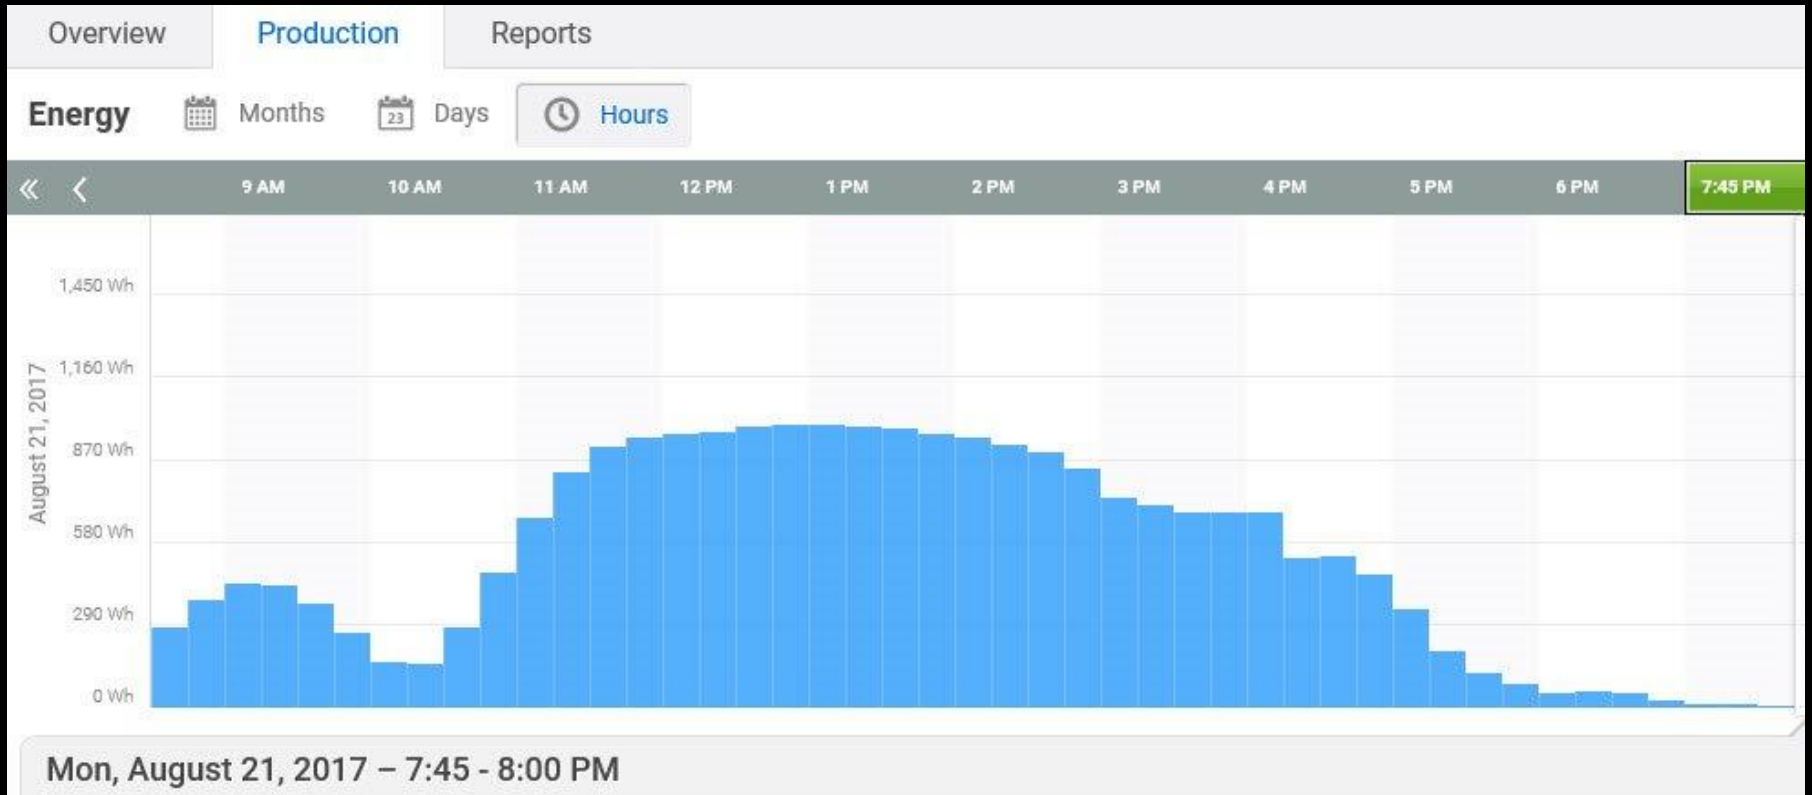 Overview Production Reports
Energy 23 Months Days Hours
9 AM 10 AM 11 AM 12 PM 1 PM 2 PM 3 PM 4 PM 5 PM 6 PM 7:45 PM
1,450 Wh
1,160 Wh
870 Wh
580 Wh
290 Wh
0 Wh
August 21, 2017
Mon, August 21, 2017 – 7:45 - 8:00 PM